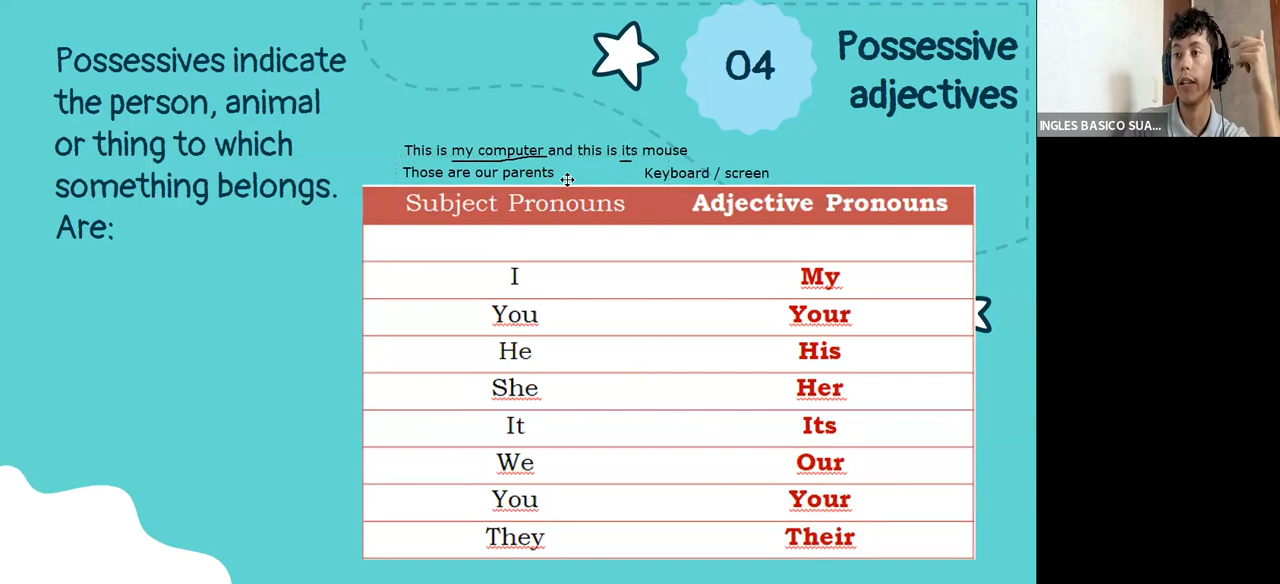 Possessives indicate
the person, animal
or thing to which
something belongs.
Are:
04
Possessive
adjectives
This is my computer and this is its mouse
Those are our parents
Keyboard / screen
Subject Pronouns Adjective Pronouns
I My
You Your
He His
She Her
It Its
We Our
You Your
They Their
INGLES BASICO SUA...